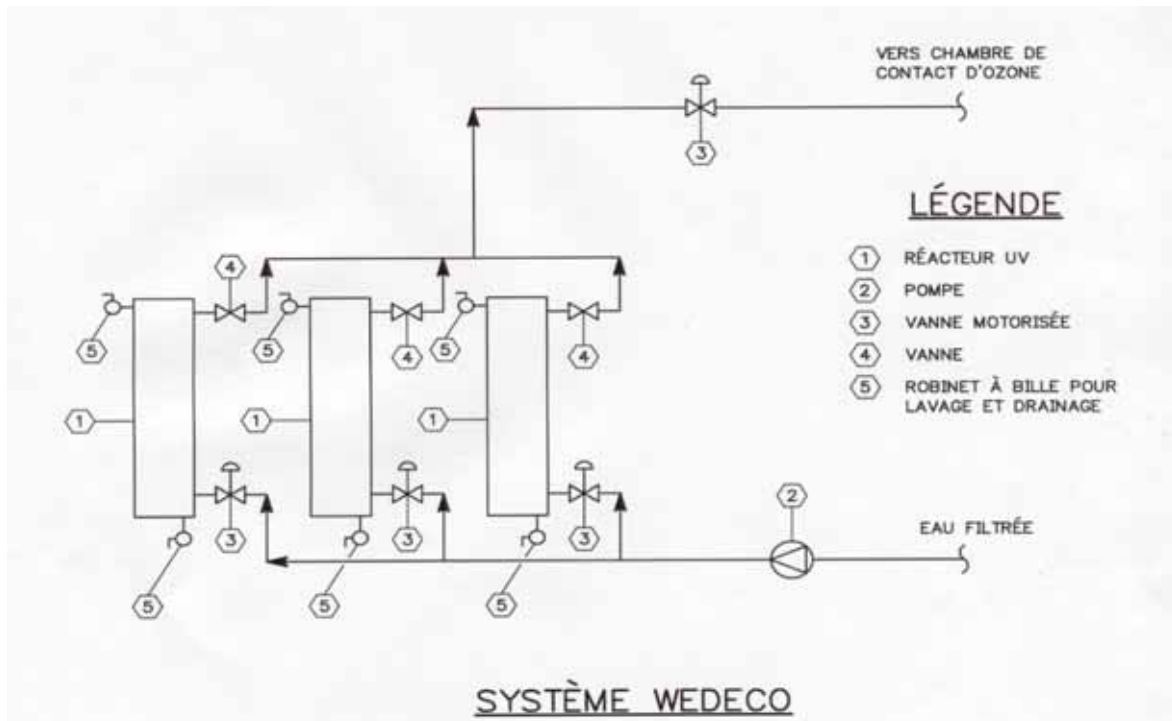 VERS CHAMBRE DE
CONTACT D'OZONE
3
LÉGENDE
1 RÉACTEUR UV
2 POMPE
3 VANNE MOTORISÉE
4 VANNE
5 ROBINET À BILLE POUR
LAVAGE ET DRAINAGE
4
5 5 4 5 4
1 1 1
2
3 3 3
EAU FILTRÉE
5 5 5
SYSTÈME WEDECO